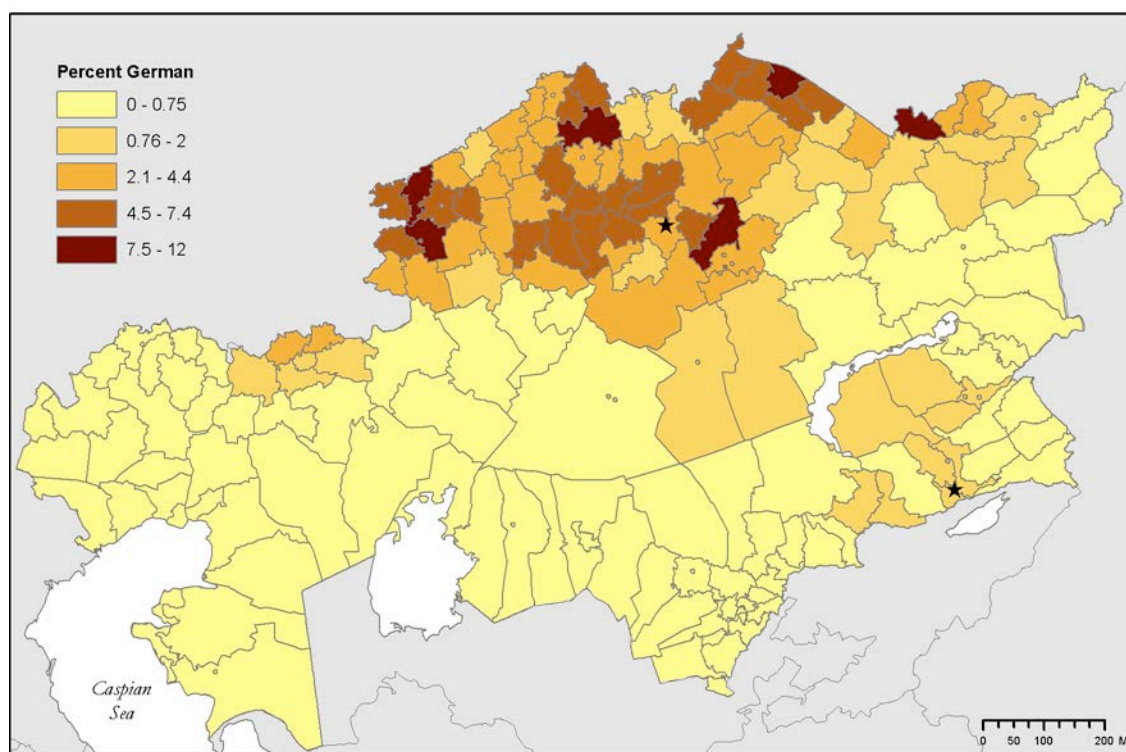 Percent German
0 - 0.75
0.76 - 2
2.1 - 4.4
4.5 - 7.4
7.5 - 12
Caspian
Sea
0 50 100 200 M